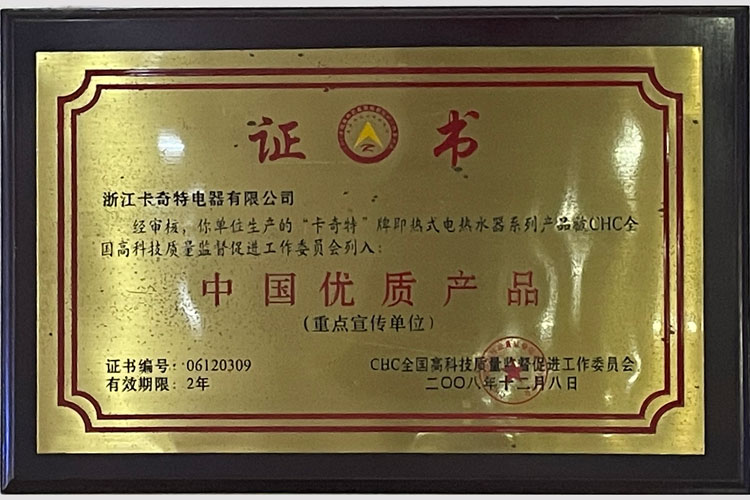 证书
浙江卡奇特电器有限公司
经审核，你单位生产的“卡奇特”牌即热式电热水器系列产品被CHC全
国高科技质量监督促进工作委员会列入：
中国优质产品
（重点宣传单位）
证书编号：06120309
有效期限：2年
CHC全国高科技质量监督促进工作委员会
二〇〇八年十二月八日